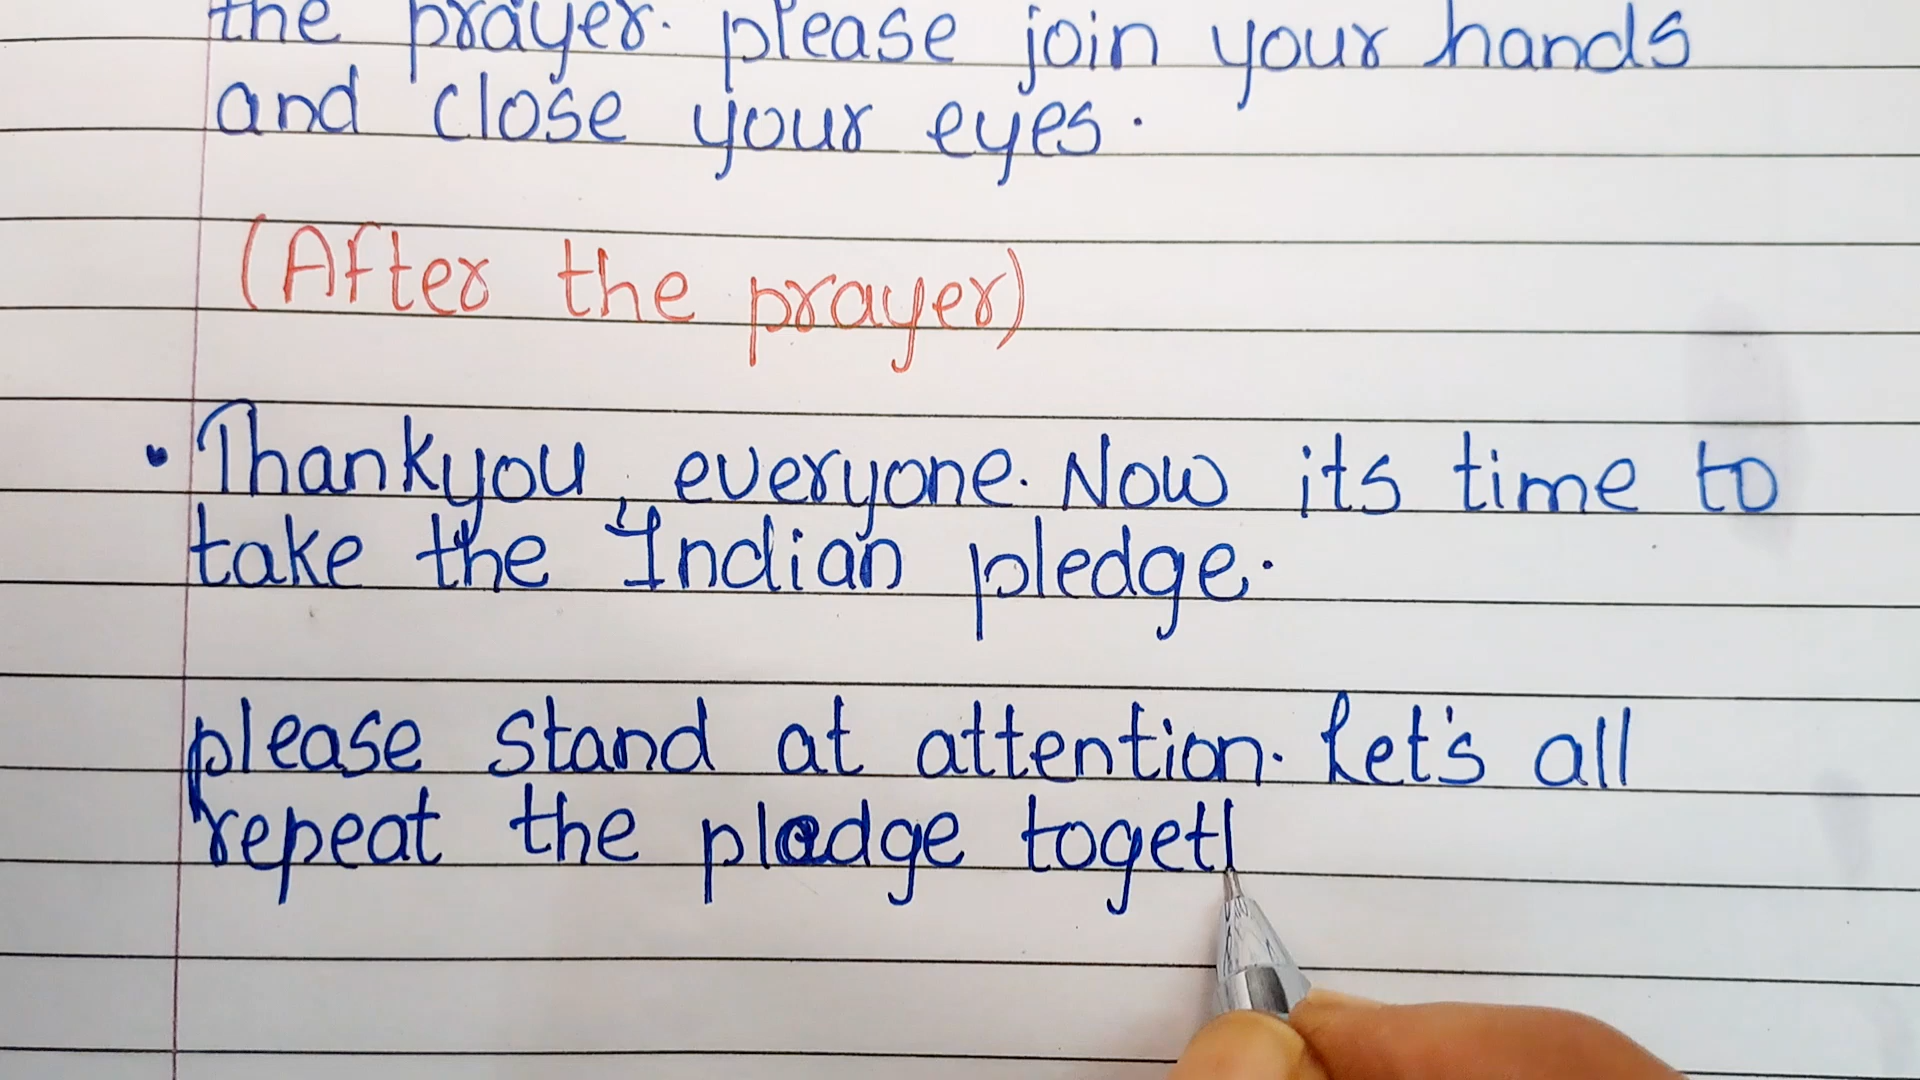 the prayer. please join your hands
and close your eyes.
(After the prayer)
• Thankyou, everyone. Now its time to
take the Indian pledge.
please stand at attention. Let's all
repeat the pledge togetl